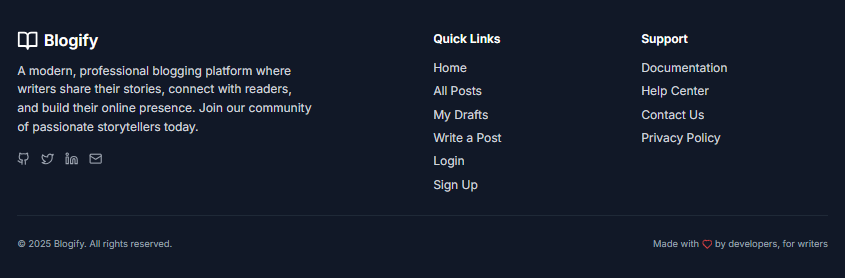 Blogify
A modern, professional blogging platform where
writers share their stories, connect with readers,
and build their online presence. Join our community
of passionate storytellers today.
Quick Links
Home
All Posts
My Drafts
Write a Post
Login
Sign Up
Support
Documentation
Help Center
Contact Us
Privacy Policy
© 2025 Blogify. All rights reserved.
Made with by developers, for writers